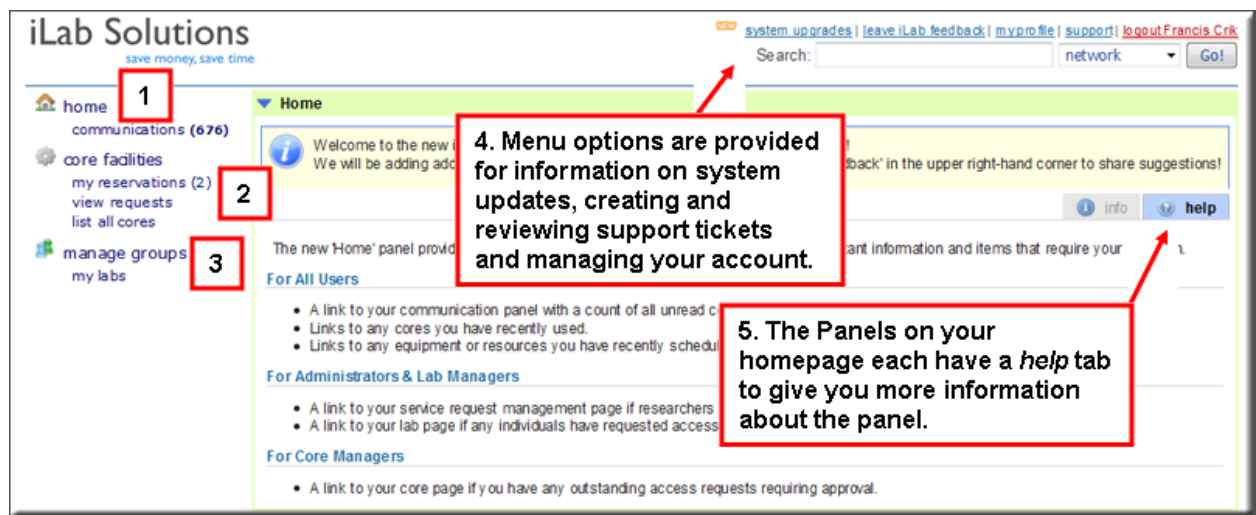 iLab Solutions
save money, save time
NEW
system upgrades | leave iLab feedback | my profile | support | logout Francis Crik
Search:
network
Go!
home
1
communications (676)
core facilities
my reservations (2)
2
view requests
list all cores
manage groups
3
my labs
Home
Welcome to the new
We will be adding
back' in the upper right-hand corner to share suggestions!
info
help
The new 'Home' panel
information and items that require your
For All Users
• A link to your communication panel with a count of all unread
• Links to any cores you have recently used.
• Links to any equipment or resources you have recently
For Administrators & Lab Managers
• A link to your service request management page if researchers
• A link to your lab page if any individuals have requested access
For Core Managers
• A link to your core page if you have any outstanding access requests requiring approval.
4. Menu options are provided
for information on system
updates, creating and
reviewing support tickets
and managing your account.
5. The Panels on your
homepage each have a help tab
to give you more information
about the panel.